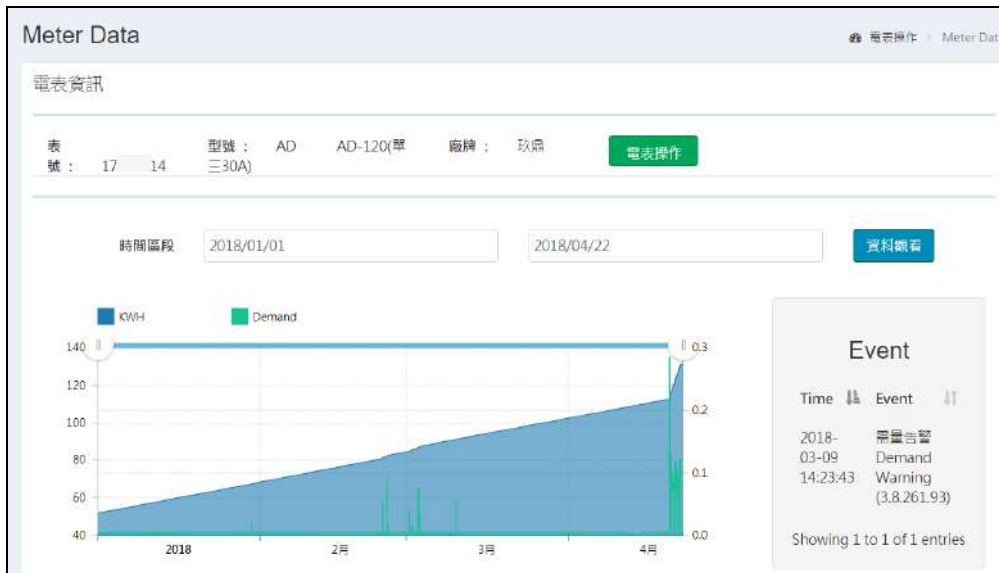 Meter Data
電表操作 > Meter Dat
電表資訊
表號： 17 14 型號： AD AD-120(單三30A) 廠牌： 玖鼎 電表操作
時間區段 2018/01/01 2018/04/22 資料觀看
KWH Demand
140 0.3
120
100 0.2
80
0.1
60
40 0.0
2018 2月 3月 4月
Event
Time Event
2018-03-09 14:23:43 需量告警 Demand Warning (3.8.261.93)
Showing 1 to 1 of 1 entries